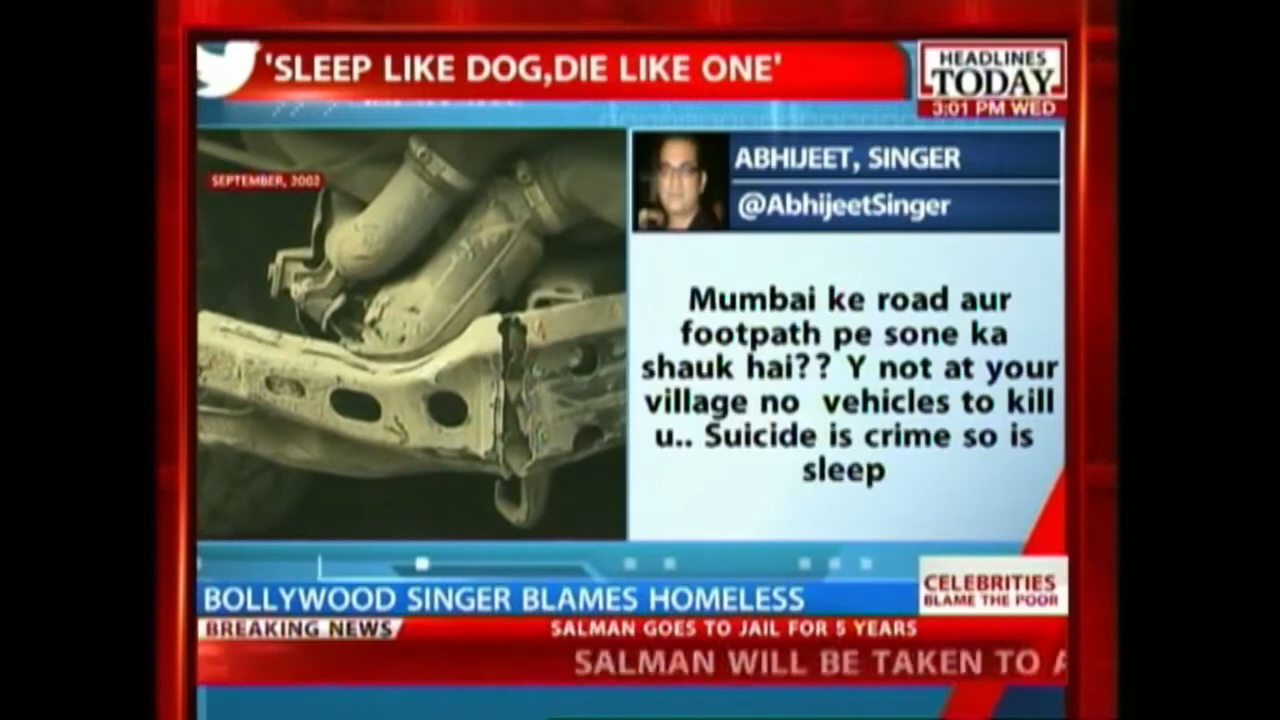 'SLEEP LIKE DOG,DIE LIKE ONE'
HEADLINES
TODAY
3:01 PM WED
SEPTEMBER, 2002
ABHIJEET, SINGER
@AbhijeetSinger
Mumbai ke road aur
footpath pe sone ka
shauk hai?? Y not at your
village no vehicles to kill
u.. Suicide is crime so is
sleep
BOLLYWOOD SINGER BLAMES HOMELESS
CELEBRITIES
BLAME THE POOR
BREAKING NEWS
SALMAN GOES TO JAIL FOR 5 YEARS
SALMAN WILL BE TAKEN TO A